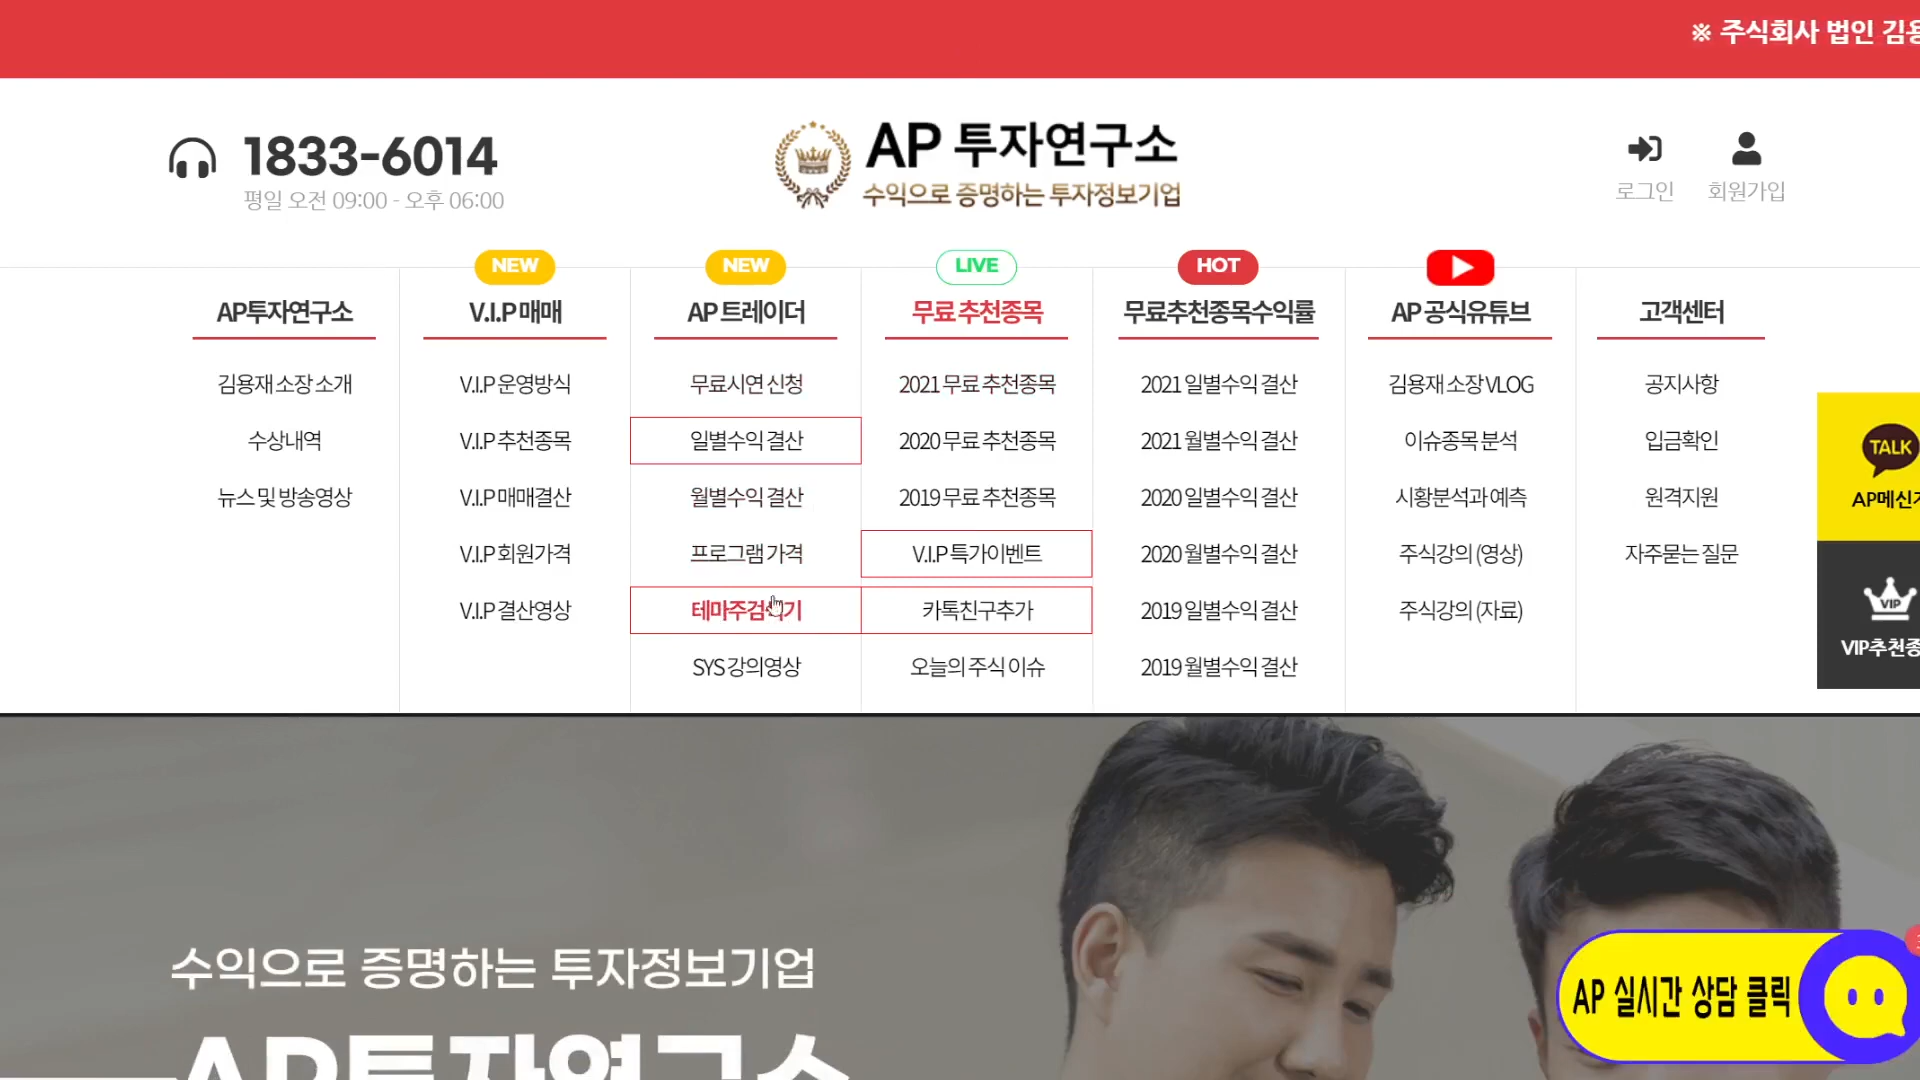 ※ 주식회사 법인 김용
1833-6014
평일 오전 09:00 - 오후 06:00
AP 투자연구소
수익으로 증명하는 투자정보기업
로그인
회원가입
NEW
NEW
LIVE
HOT
AP투자연구소
V.I.P 매매
AP 트레이더
무료 추천종목
무료추천종목수익률
AP 공식유튜브
고객센터
김용재 소장 소개
수상내역
뉴스 및 방송영상
V.I.P 운영방식
V.I.P 추천종목
V.I.P 매매결산
V.I.P 회원가격
V.I.P 결산영상
무료시연 신청
일별수익 결산
월별수익 결산
프로그램 가격
테마주검색기
SYS 강의영상
2021 무료 추천종목
2020 무료 추천종목
2019 무료 추천종목
V.I.P 특가이벤트
카톡친구추가
오늘의 주식 이슈
2021 일별수익 결산
2021 월별수익 결산
2020 일별수익 결산
2020 월별수익 결산
2019 일별수익 결산
2019 월별수익 결산
김용재 소장 VLOG
이슈종목 분석
시황분석과 예측
주식강의 (영상)
주식강의 (자료)
공지사항
입금확인
원격지원
자주묻는 질문
TALK
AP메신저
VIP
VIP추천종
수익으로 증명하는 투자정보기업
AP투자연구소
AP 실시간 상담 클릭